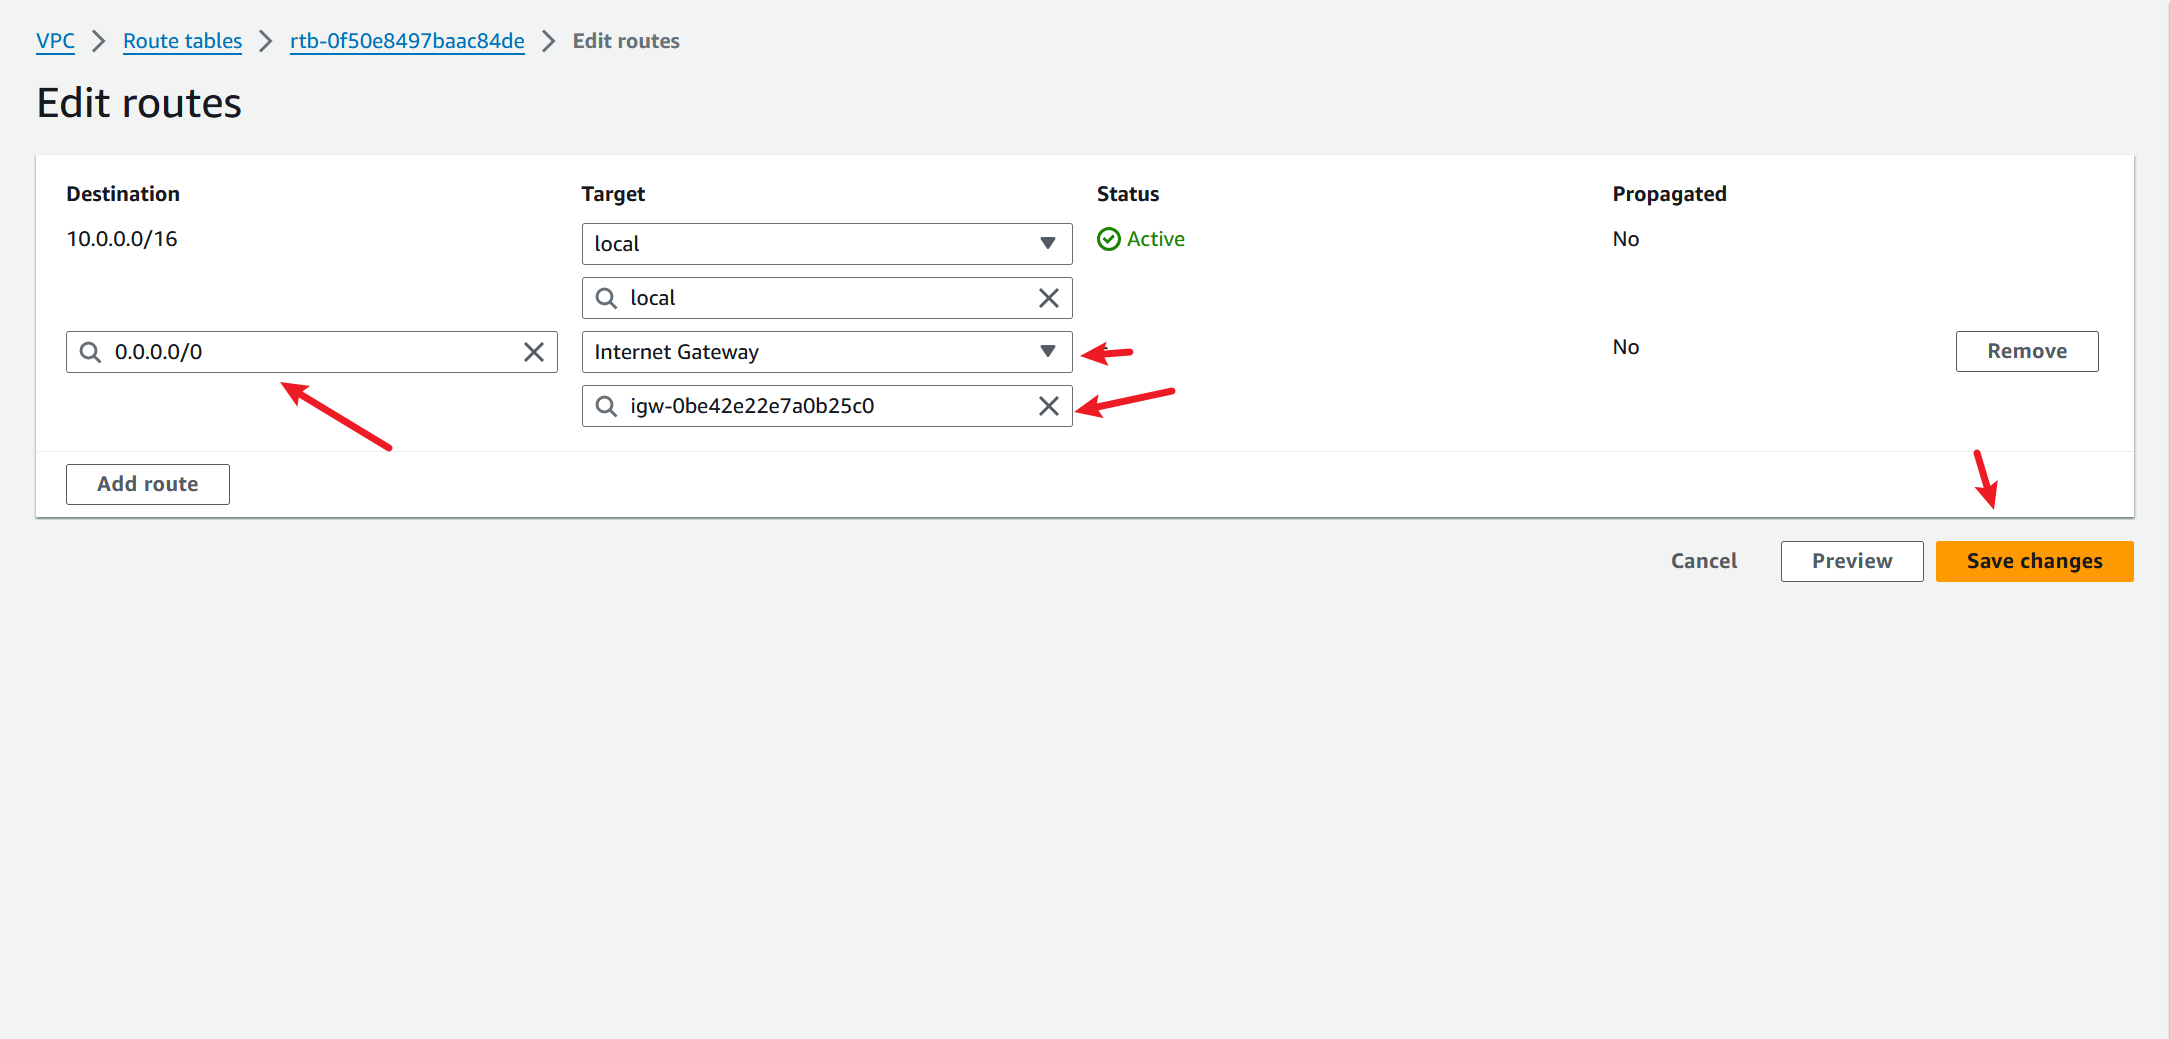 VPC > Route tables > rtb-0f50e8497baac84de > Edit routes
Edit routes
Destination Target Status Propagated
10.0.0.0/16 local Active No
local
0.0.0.0/0 Internet Gateway No Remove
igw-0be42e22e7a0b25c0
Add route
Cancel Preview Save changes